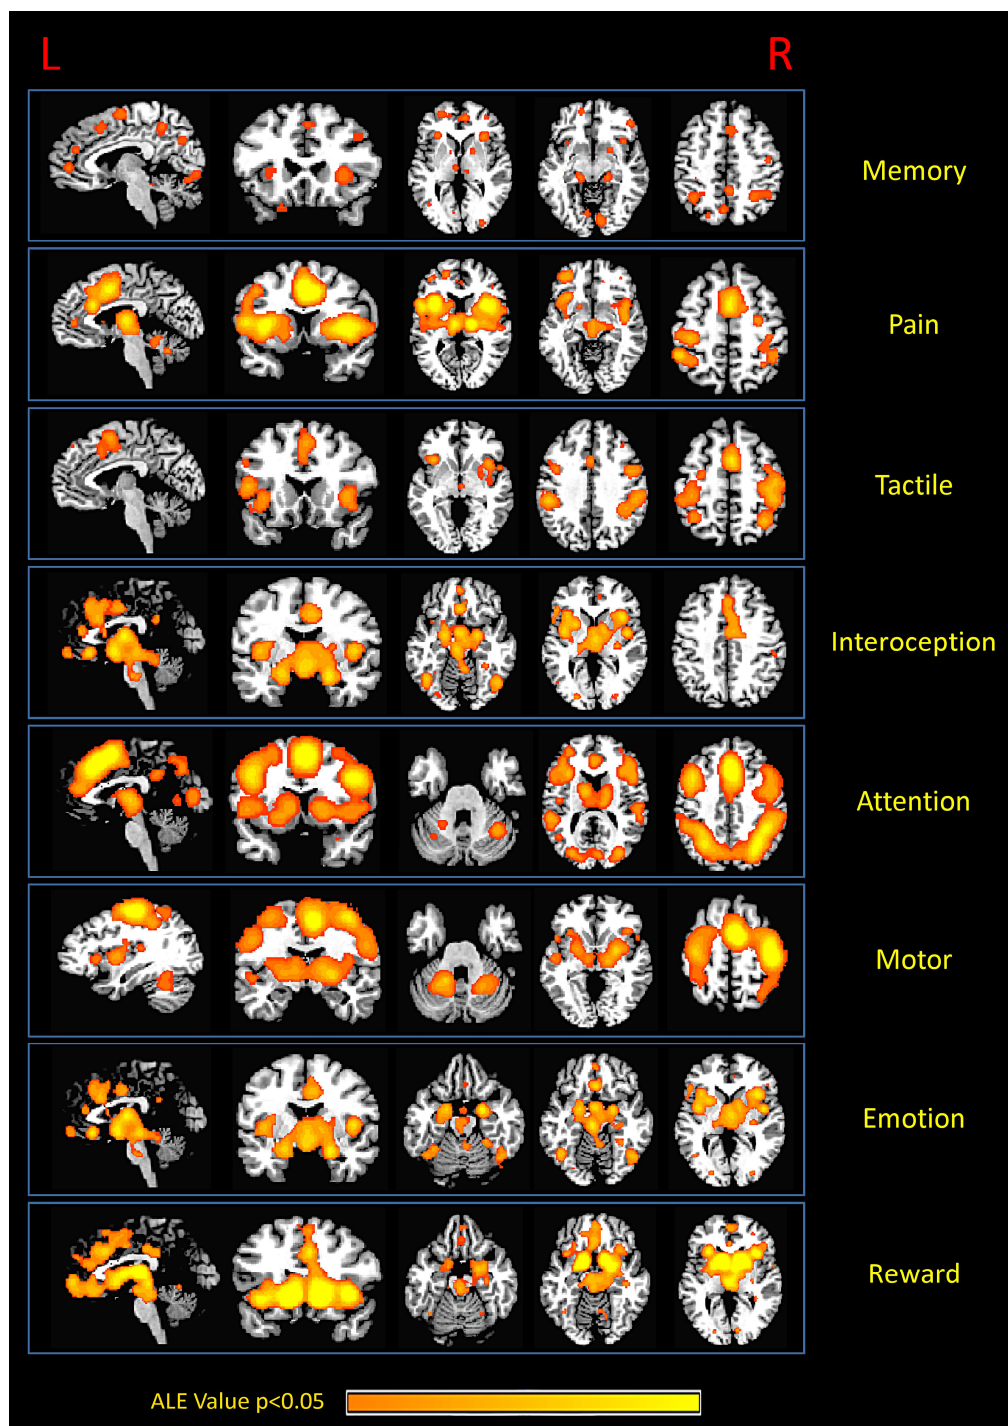 L R
Memory
Pain
Tactile
Interoception
Attention
Motor
Emotion
Reward
ALE Value p<0.05